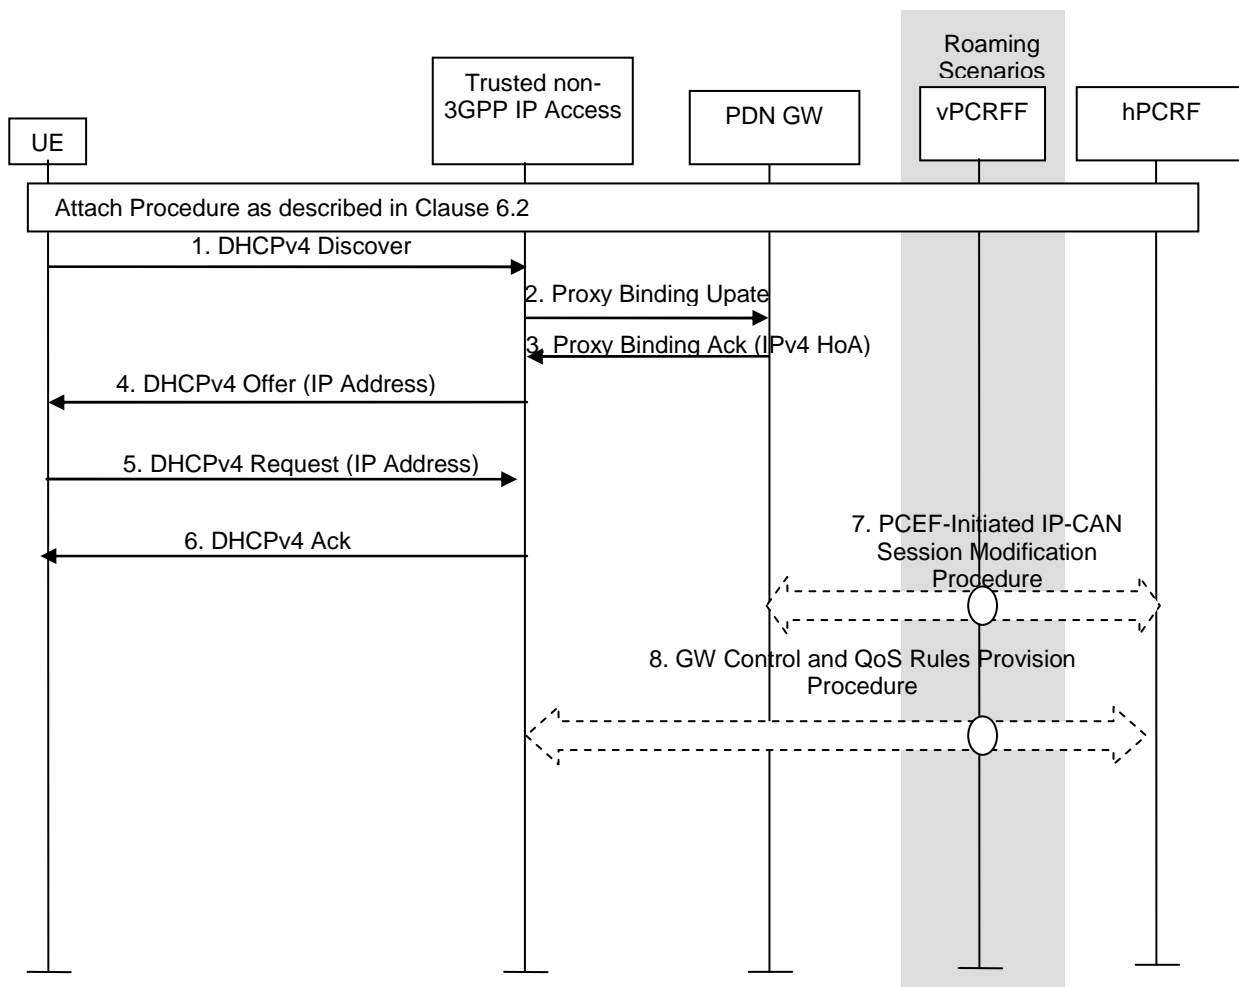 Roaming
Scenarios
Trusted non-
3GPP IP Access
PDN GW
vPCRFF
hPCRF
UE
Attach Procedure as described in Clause 6.2
1. DHCPv4 Discover
2. Proxy Binding Upate
3. Proxy Binding Ack (IPv4 HoA)
4. DHCPv4 Offer (IP Address)
5. DHCPv4 Request (IP Address)
6. DHCPv4 Ack
7. PCEF-Initiated IP-CAN
Session Modification
Procedure
8. GW Control and QoS Rules Provision
Procedure